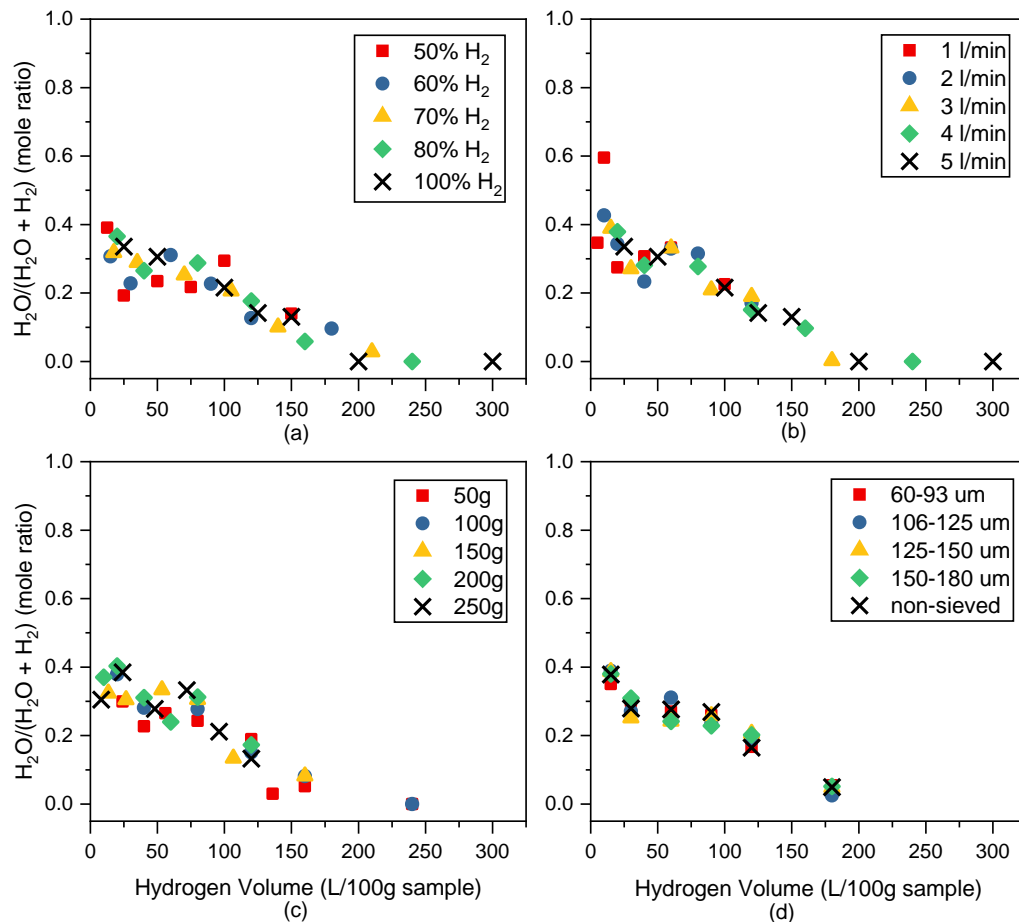 H2O/(H2O + H2) (mole ratio)
1.0
0.8
0.6
0.4
0.2
0.0
50% H2
60% H2
70% H2
80% H2
100% H2
0 50 100 150 200 250 300
(a)
1.0
0.8
0.6
0.4
0.2
0.0
1 l/min
2 l/min
3 l/min
4 l/min
5 l/min
0 50 100 150 200 250 300
(b)
H2O/(H2O + H2) (mole ratio)
1.0
0.8
0.6
0.4
0.2
0.0
50g
100g
150g
200g
250g
0 50 100 150 200 250 300
Hydrogen Volume (L/100g sample)
(c)
1.0
0.8
0.6
0.4
0.2
0.0
60-93 um
106-125 um
125-150 um
150-180 um
non-sieved
0 50 100 150 200 250 300
Hydrogen Volume (L/100g sample)
(d)